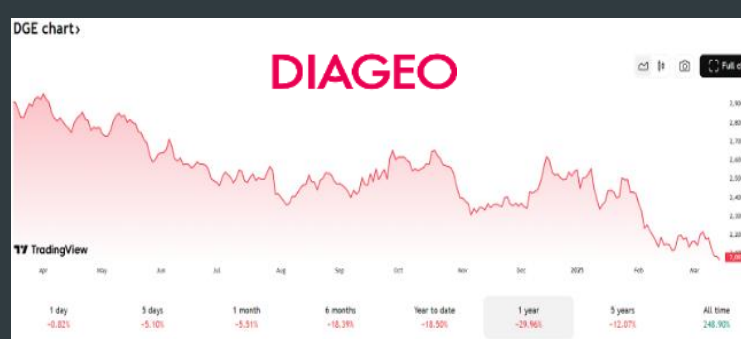 DGE chart›
DIAGEO
Full c
TradingView
Apr May Jun Jul Aug Sep Oct Nov Dec 2025 Feb Mar
1 day 5 days 1 month 6 months Year to date 1 year 5 years All time
-0.82% -5.10% -5.51% -18.39% -18.50% -29.96% -12.07% 248.90%